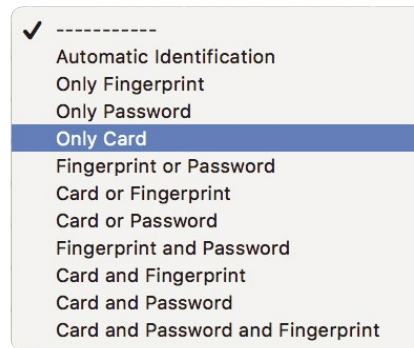 -----------
Automatic Identification
Only Fingerprint
Only Password
Only Card
Fingerprint or Password
Card or Fingerprint
Card or Password
Fingerprint and Password
Card and Fingerprint
Card and Password
Card and Password and Fingerprint